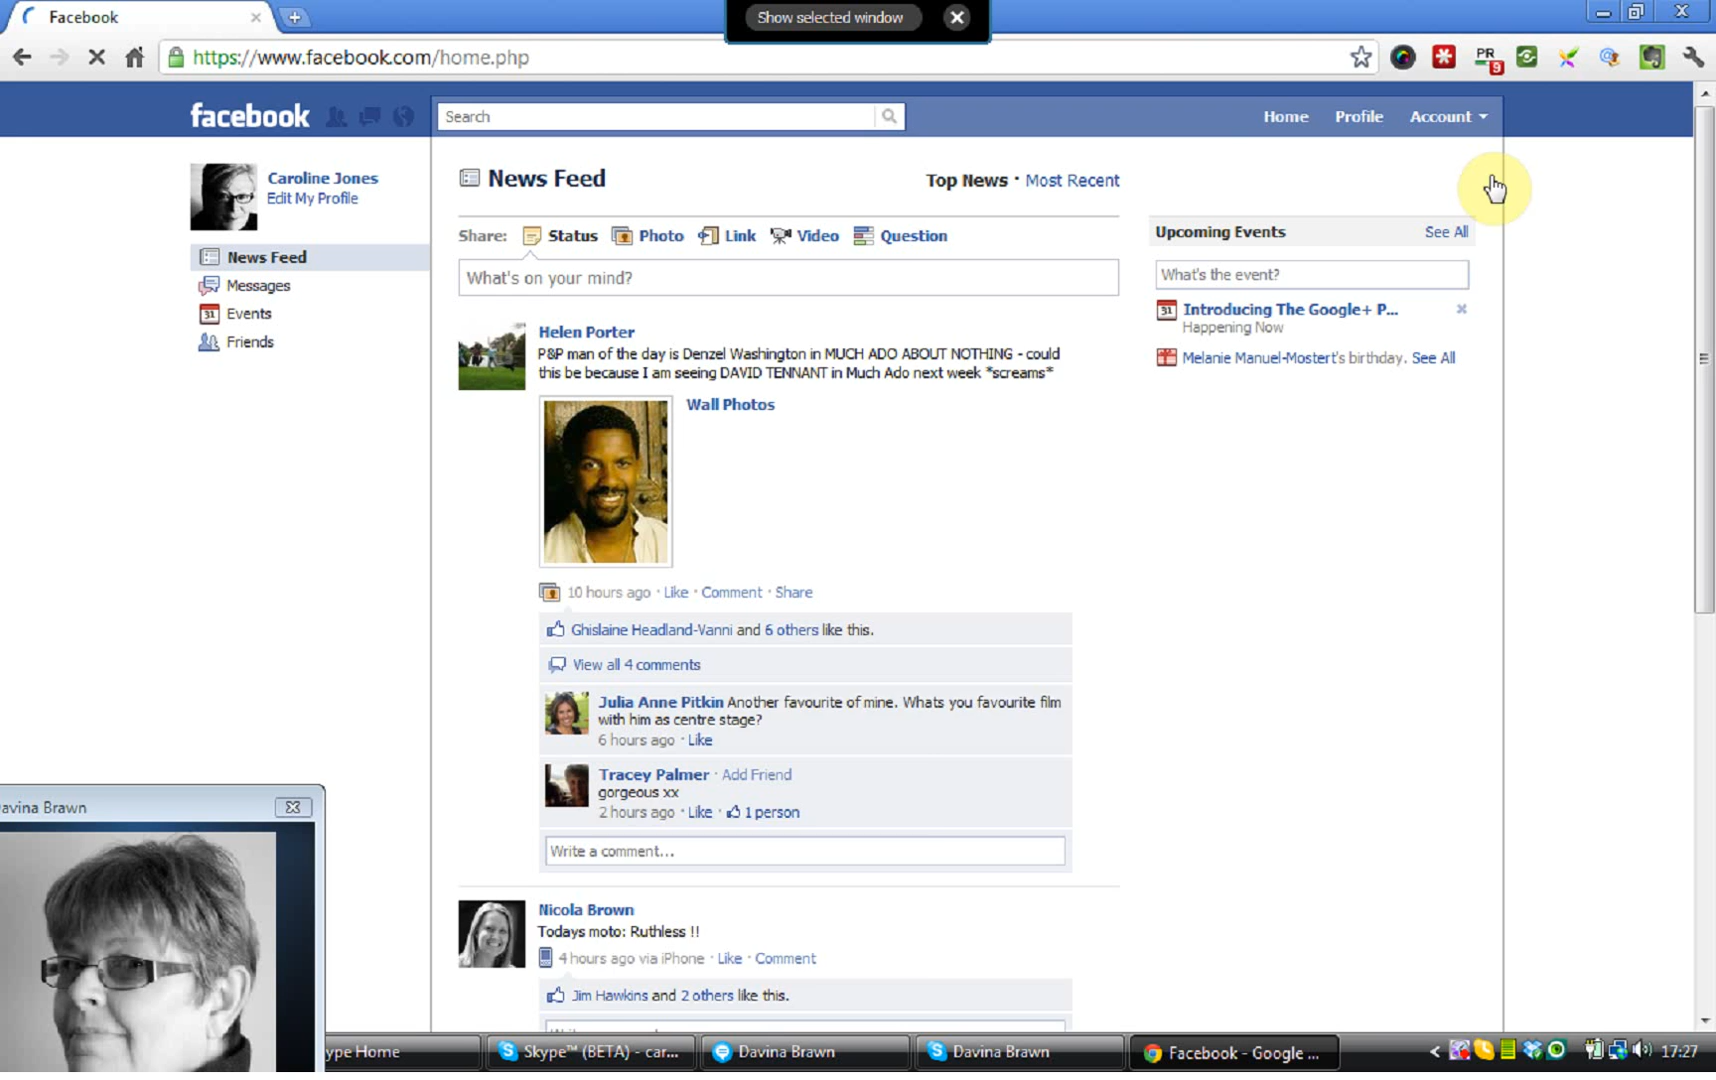 Facebook
Show selected window
https://www.facebook.com/home.php
PR
9
facebook
Search
Home
Profile
Account
Caroline Jones
Edit My Profile
News Feed
Messages
31 Events
Friends
News Feed
Top News · Most Recent
Share: Status Photo Link Video Question
What's on your mind?
Helen Porter
P&P man of the day is Denzel Washington in MUCH ADO ABOUT NOTHING - could
this be because I am seeing DAVID TENNANT in Much Ado next week *screams*
Wall Photos
10 hours ago · Like · Comment · Share
Ghislaine Headland-Vanni and 6 others like this.
View all 4 comments
Julia Anne Pitkin Another favourite of mine. Whats you favourite film
with him as centre stage?
6 hours ago · Like
Tracey Palmer · Add Friend
gorgeous xx
2 hours ago · Like · 1 person
Write a comment...
Nicola Brown
Todays moto: Ruthless !!
4 hours ago via iPhone · Like · Comment
Jim Hawkins and 2 others like this.
Upcoming Events
See All
What's the event?
31 Introducing The Google+ P...
Happening Now
Melanie Manuel-Mostert's birthday. See All
avina Brawn
ype Home
Skype™ (BETA) - car...
Davina Brawn
Davina Brawn
Facebook - Google ...
17:27